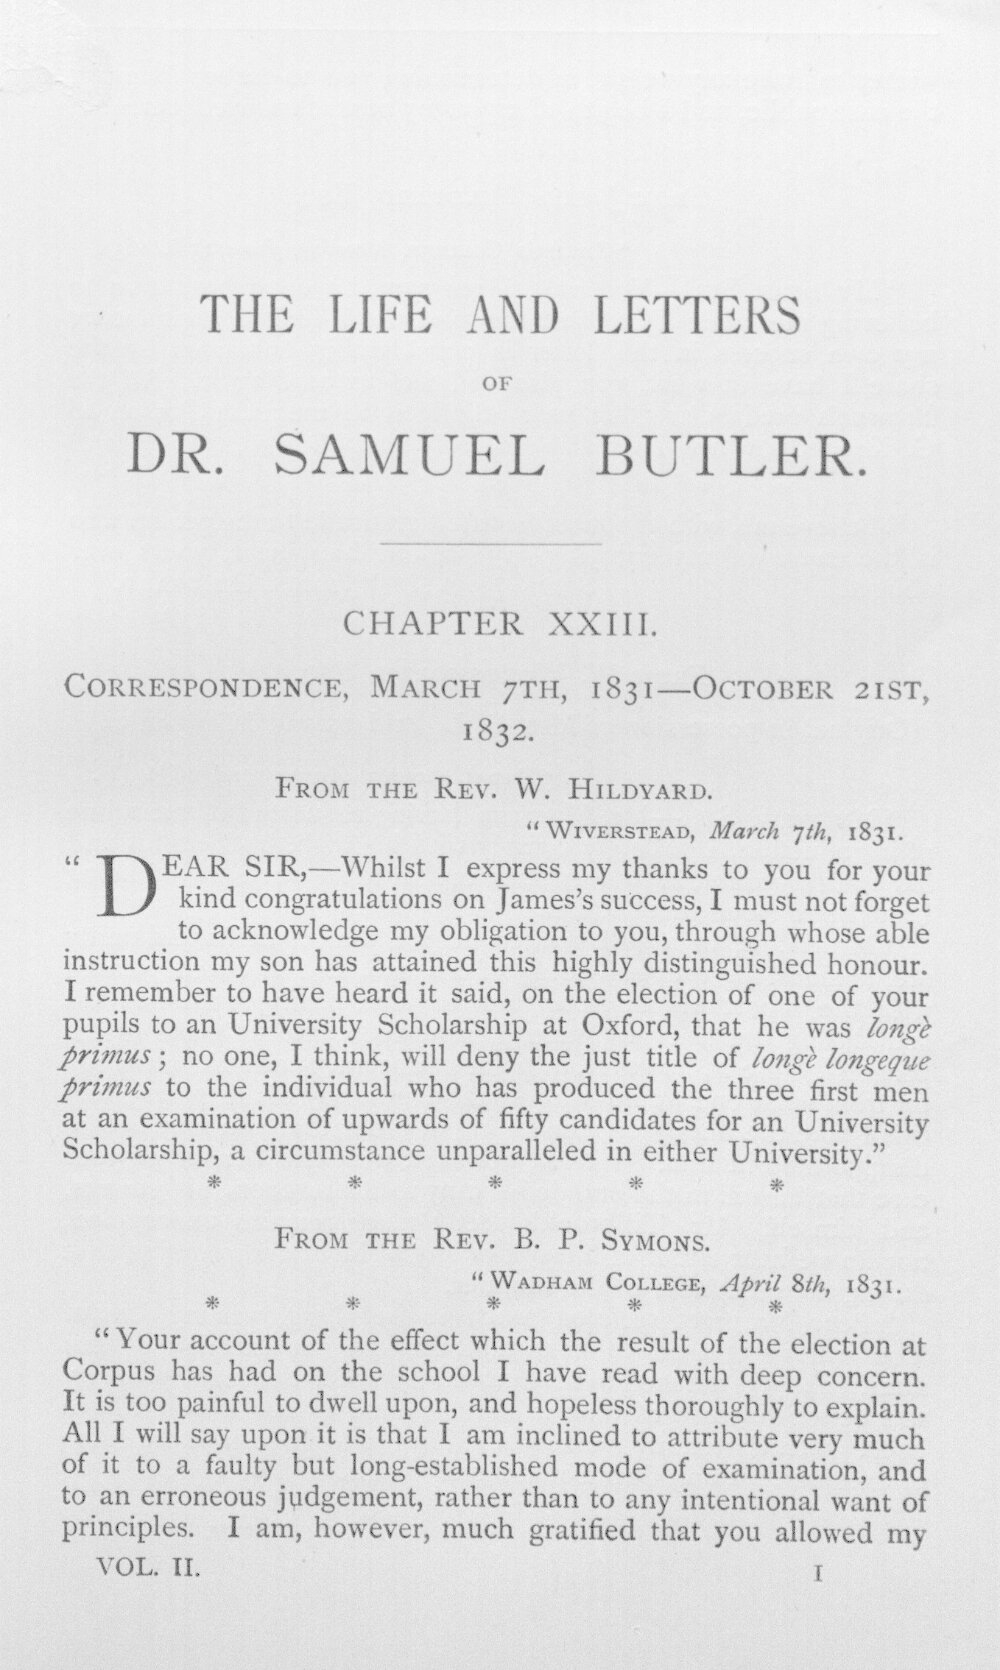 THE LIFE AND LETTERS
OF
DR. SAMUEL BUTLER.
CHAPTER XXIII.
CORRESPONDENCE, MARCH 7TH, 1831—OCTOBER 21ST,
1832.
FROM THE REV. W. HILDYARD.
“WIVERSTEAD, March 7th, 1831.
“DEAR SIR,—Whilst I express my thanks to you for your
kind congratulations on James’s success, I must not forget
to acknowledge my obligation to you, through whose able
instruction my son has attained this highly distinguished honour.
I remember to have heard it said, on the election of one of your
pupils to an University Scholarship at Oxford, that he was longè
primus; no one, I think, will deny the just title of longè longeque
primus to the individual who has produced the three first men
at an examination of upwards of fifty candidates for an University
Scholarship, a circumstance unparalleled in either University.”
* * * * *
FROM THE REV. B. P. SYMONS.
“WADHAM COLLEGE, April 8th, 1831.
* * * * *
“Your account of the effect which the result of the election at
Corpus has had on the school I have read with deep concern.
It is too painful to dwell upon, and hopeless thoroughly to explain.
All I will say upon it is that I am inclined to attribute very much
of it to a faulty but long-established mode of examination, and
to an erroneous judgement, rather than to any intentional want of
principles. I am, however, much gratified that you allowed my
VOL. II. 1